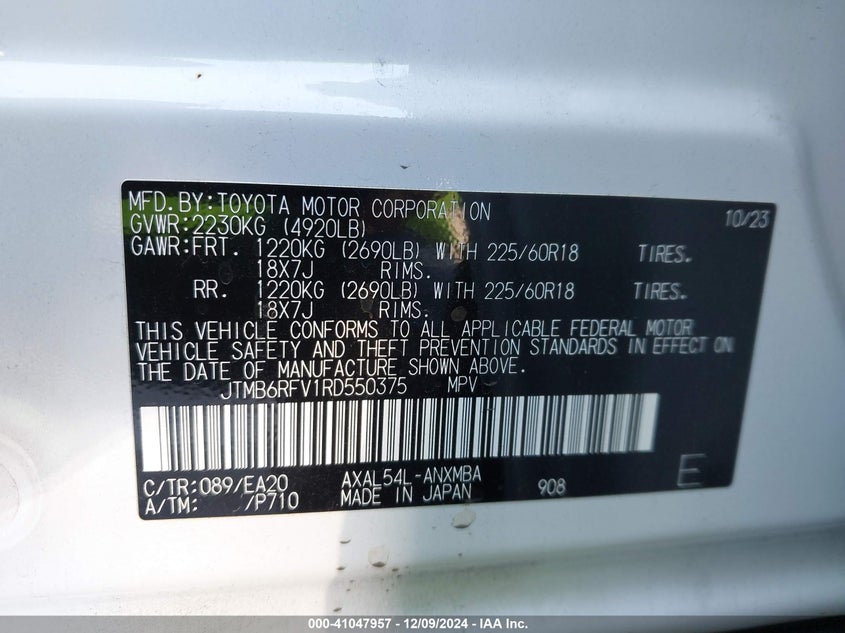 MFD.BY:TOYOTA MOTOR CORPORATION 10/23
GVWR:2230KG (4920LB)
GAWR:FRT. 1220KG (2690LB) WITH 225/60R18 TIRES.
18X7J RIMS.
RR. 1220KG (2690LB) WITH 225/60R18 TIRES.
18X7J RIMS.
THIS VEHICLE CONFORMS TO ALL APPLICABLE FEDERAL MOTOR
VEHICLE SAFETY AND THEFT PREVENTION STANDARDS IN EFFECT ON
THE DATE OF MANUFACTURE SHOWN ABOVE.
JTMB6RFV1RD550375 MPV
C/TR:089/EA20 AXAL54L-ANXMBA 908 E
A/TM: /P710 MADE IN JAPAN
000-41047957 - 12/09/2024 - IAA Inc.